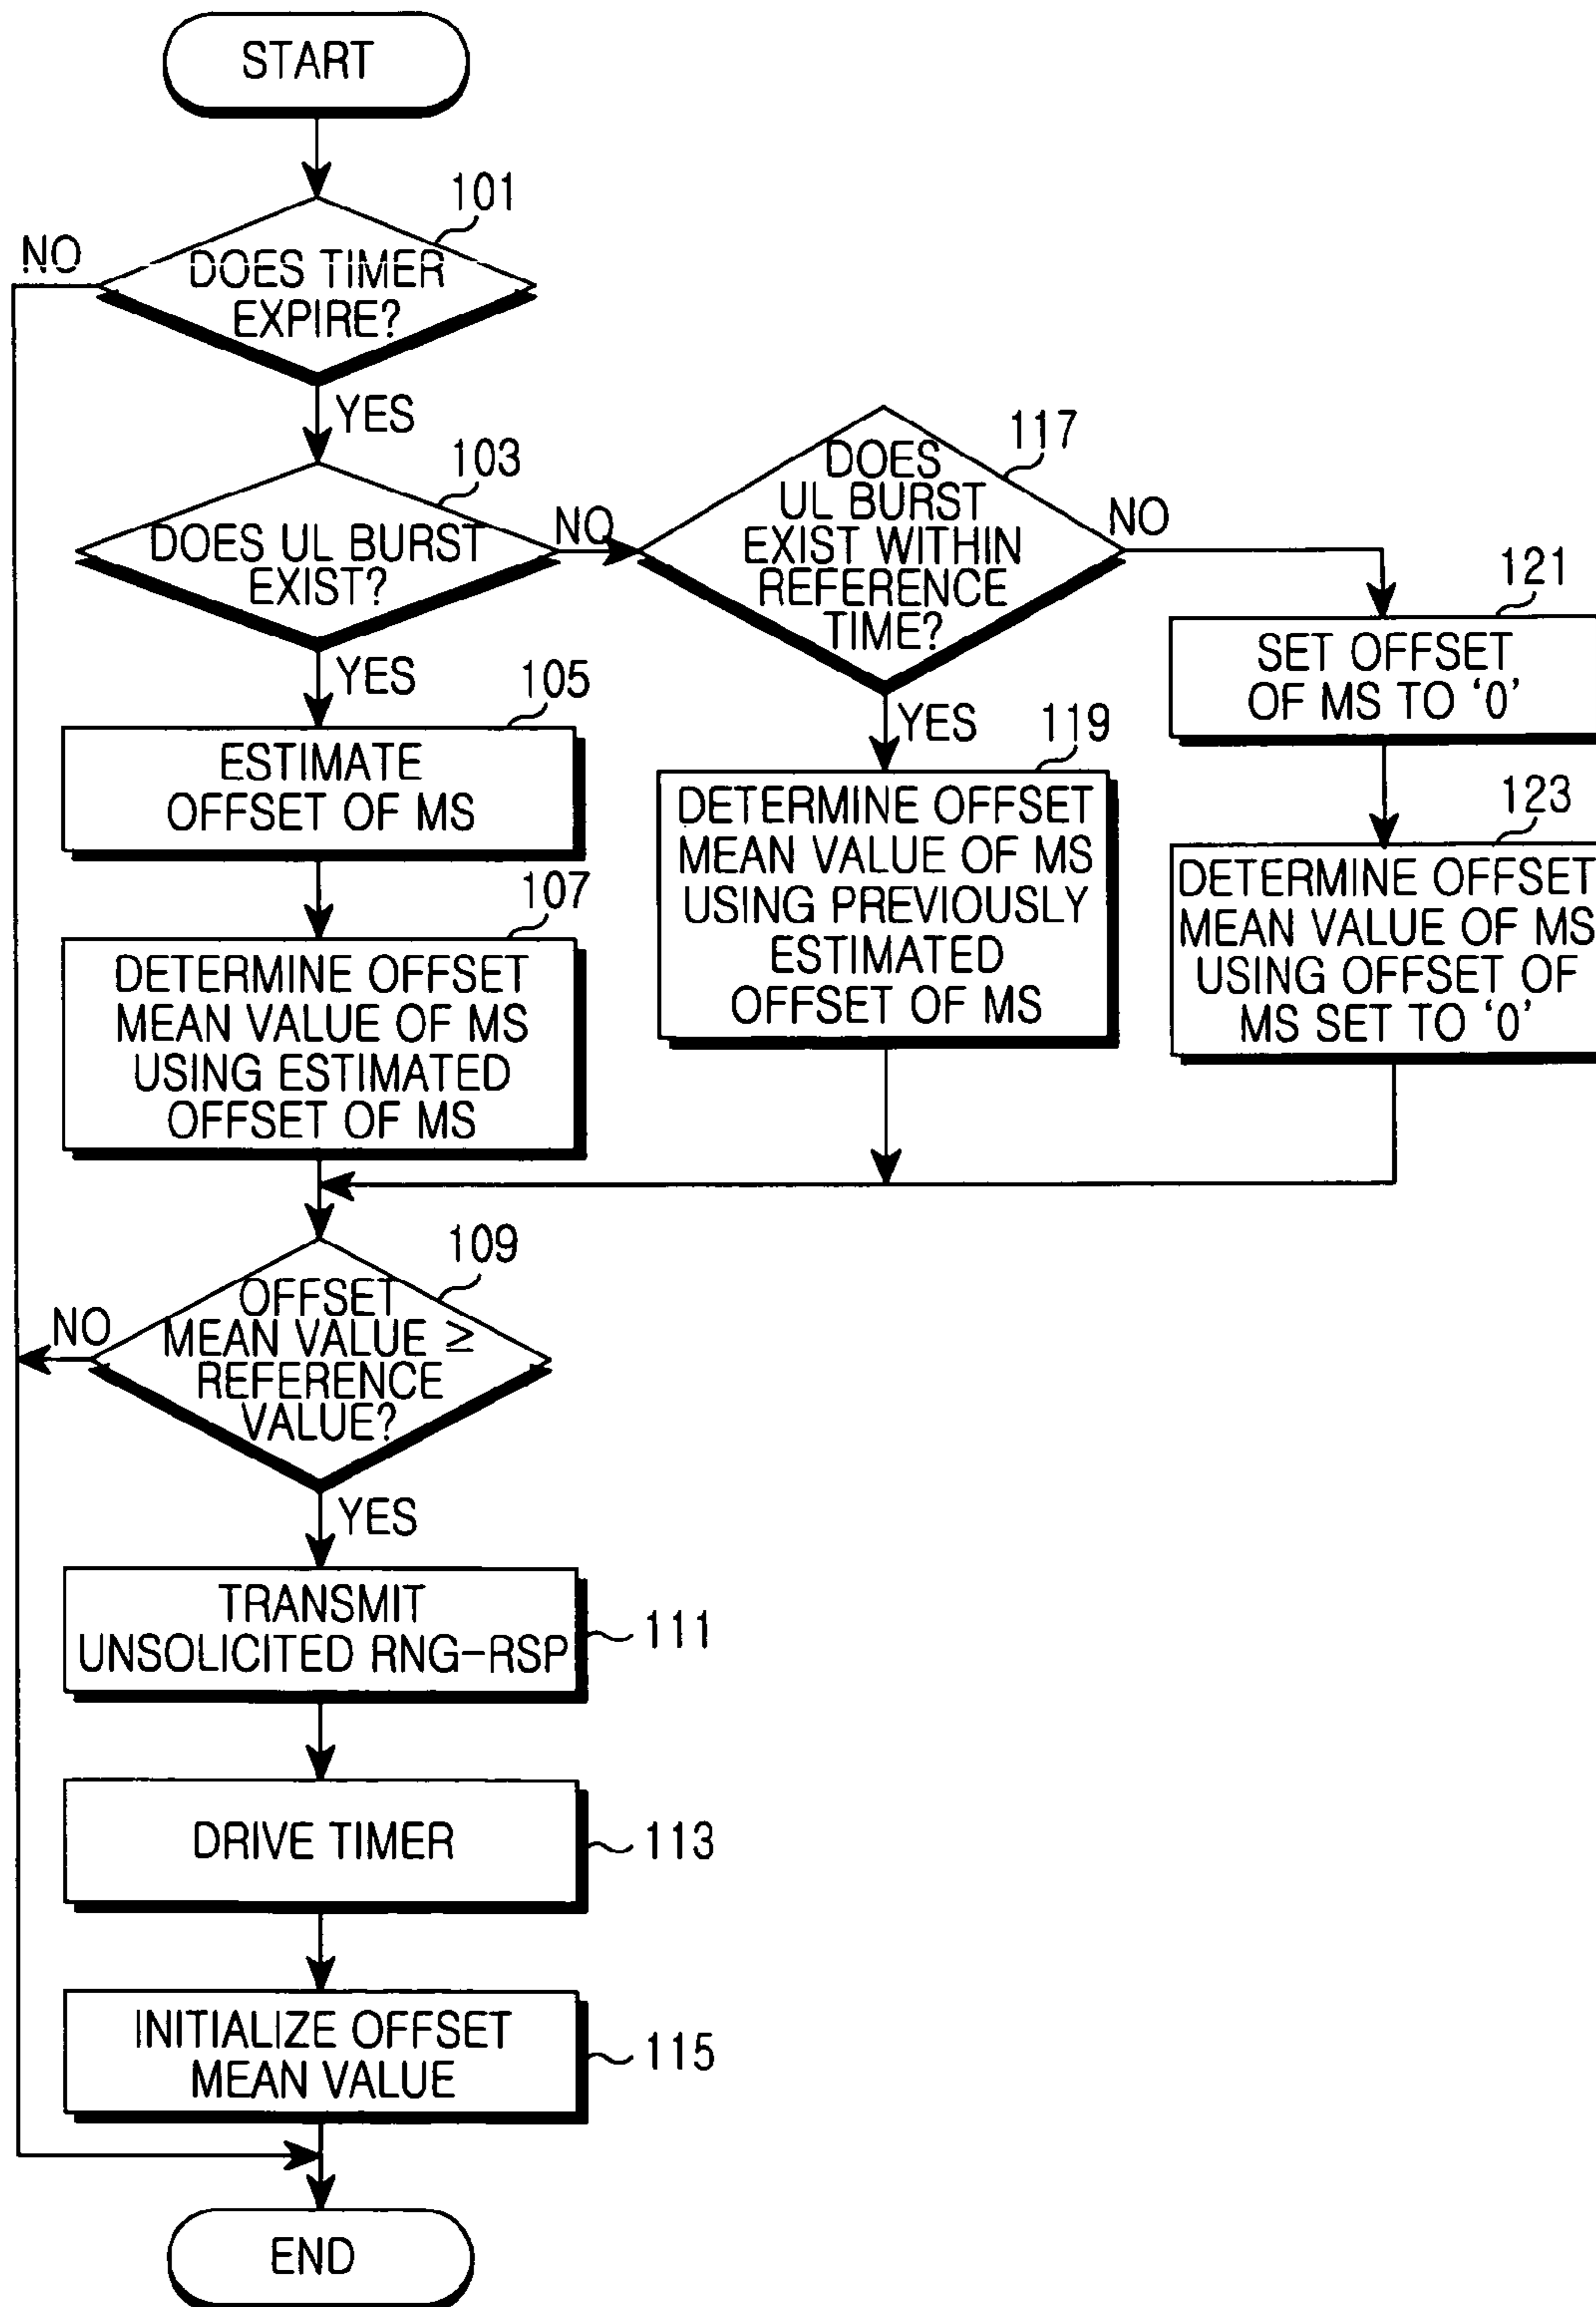 START
101
NO
DOES TIMER
EXPIRE?
YES
103
DOES UL BURST
EXIST?
NO
117
DOES
UL BURST
EXIST WITHIN
REFERENCE
TIME?
NO
YES
105
ESTIMATE
OFFSET OF MS
YES
119
DETERMINE OFFSET
MEAN VALUE OF MS
USING PREVIOUSLY
ESTIMATED
OFFSET OF MS
121
SET OFFSET
OF MS TO ‘0’
123
DETERMINE OFFSET
MEAN VALUE OF MS
USING OFFSET OF
MS SET TO ‘0’
107
DETERMINE OFFSET
MEAN VALUE OF MS
USING ESTIMATED
OFFSET OF MS
109
NO
OFFSET
MEAN VALUE ≥
REFERENCE
VALUE?
YES
TRANSMIT
UNSOLICITED RNG-RSP
111
DRIVE TIMER
113
INITIALIZE OFFSET
MEAN VALUE
115
END